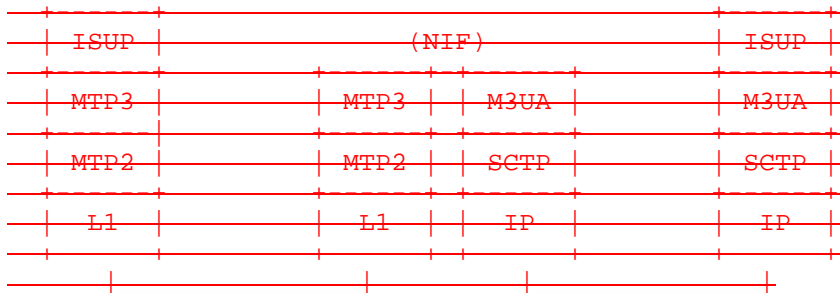 ISUP (NIF) ISUP
MTP3 MTP3 M3UA M3UA
MTP2 MTP2 SCTP SCTP
L1 L1 IP IP